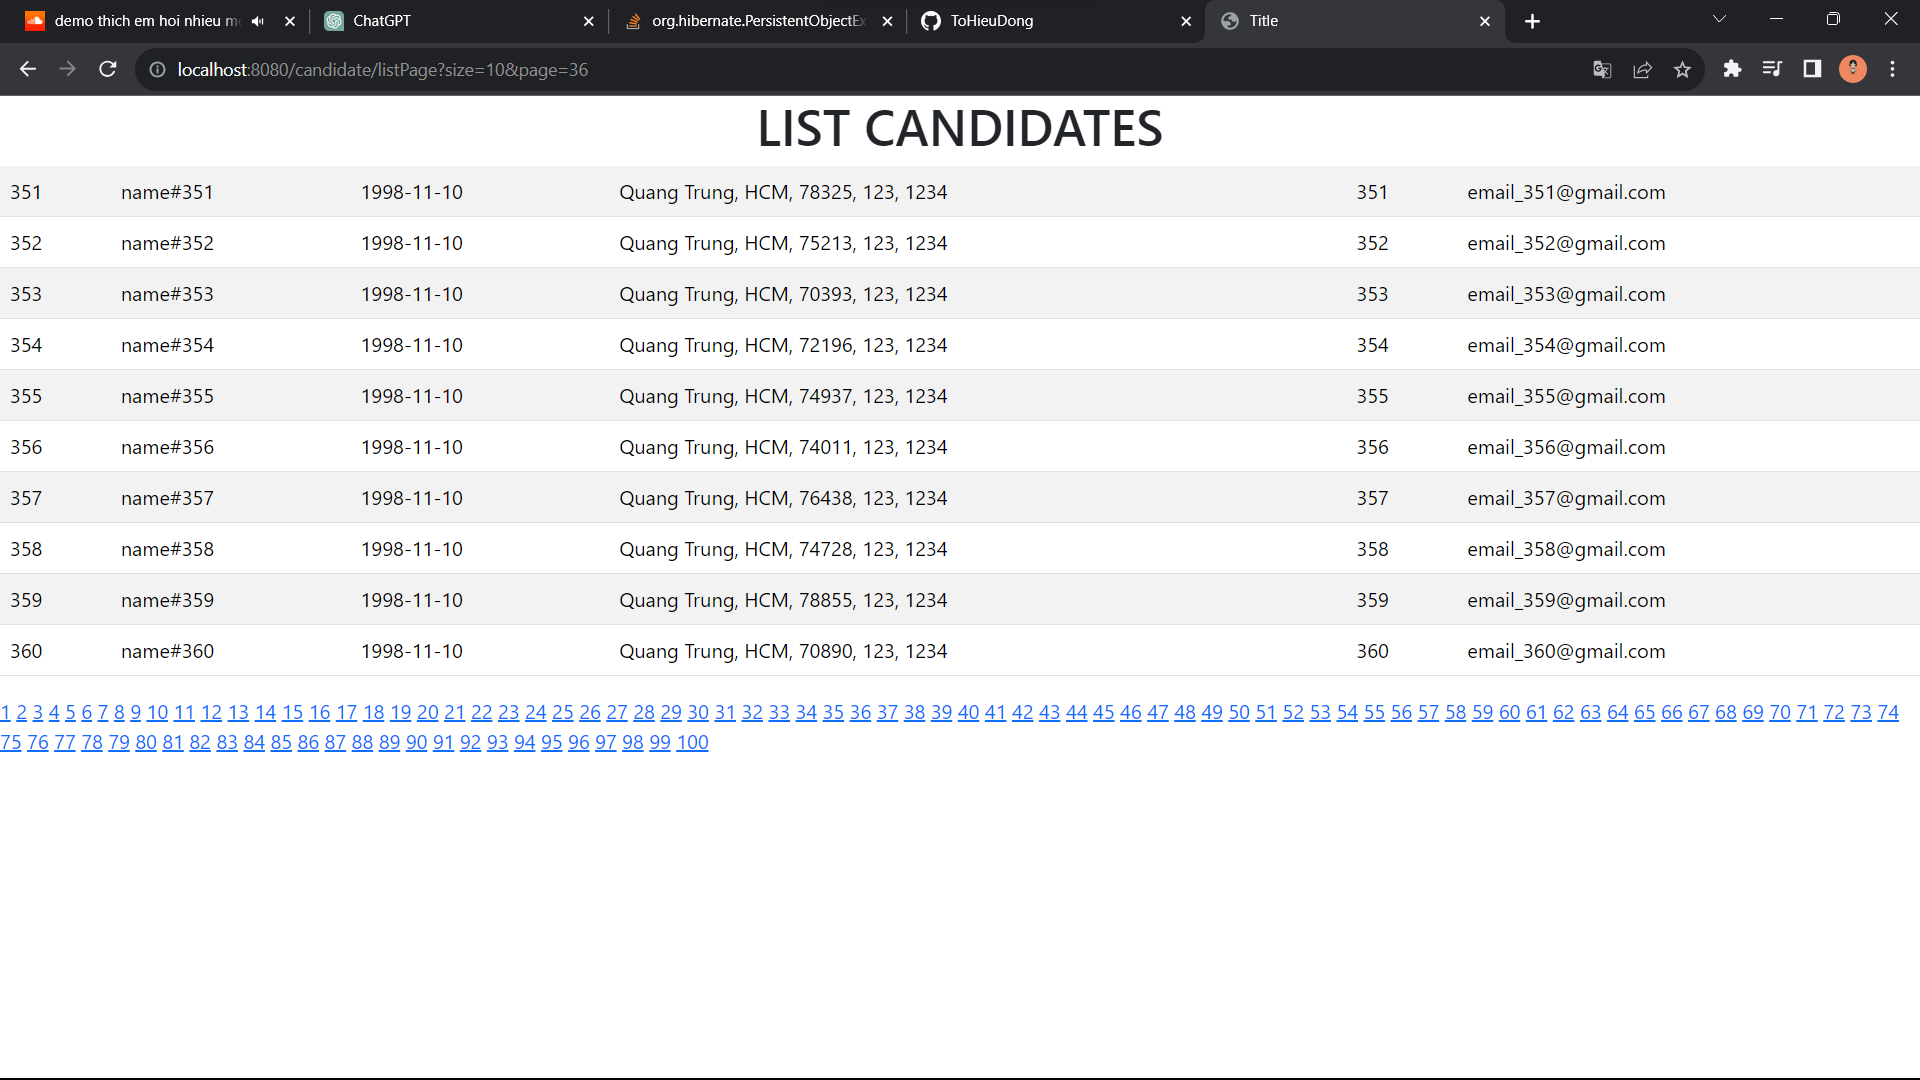 demo thich em hoi nhieu
ChatGPT
org.hibernate.PersistentObjectEx
ToHieuDong
Title
localhost:8080/candidate/listPage?size=10&page=36
LIST CANDIDATES
351 name#351 1998-11-10 Quang Trung, HCM, 78325, 123, 1234 351 email_351@gmail.com
352 name#352 1998-11-10 Quang Trung, HCM, 75213, 123, 1234 352 email_352@gmail.com
353 name#353 1998-11-10 Quang Trung, HCM, 70393, 123, 1234 353 email_353@gmail.com
354 name#354 1998-11-10 Quang Trung, HCM, 72196, 123, 1234 354 email_354@gmail.com
355 name#355 1998-11-10 Quang Trung, HCM, 74937, 123, 1234 355 email_355@gmail.com
356 name#356 1998-11-10 Quang Trung, HCM, 74011, 123, 1234 356 email_356@gmail.com
357 name#357 1998-11-10 Quang Trung, HCM, 76438, 123, 1234 357 email_357@gmail.com
358 name#358 1998-11-10 Quang Trung, HCM, 74728, 123, 1234 358 email_358@gmail.com
359 name#359 1998-11-10 Quang Trung, HCM, 78855, 123, 1234 359 email_359@gmail.com
360 name#360 1998-11-10 Quang Trung, HCM, 70890, 123, 1234 360 email_360@gmail.com
1 2 3 4 5 6 7 8 9 10 11 12 13 14 15 16 17 18 19 20 21 22 23 24 25 26 27 28 29 30 31 32 33 34 35 36 37 38 39 40 41 42 43 44 45 46 47 48 49 50 51 52 53 54 55 56 57 58 59 60 61 62 63 64 65 66 67 68 69 70 71 72 73 74
75 76 77 78 79 80 81 82 83 84 85 86 87 88 89 90 91 92 93 94 95 96 97 98 99 100